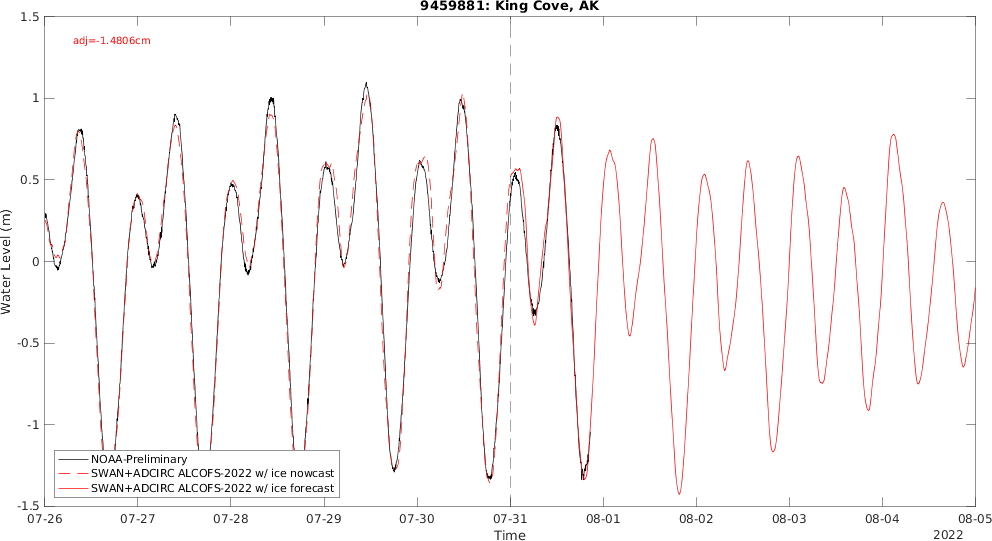 9459881: King Cove, AK
adj=-1.4806cm
Water Level (m)
1.5
1
0.5
0
-0.5
-1
-1.5
NOAA-Preliminary
SWAN+ADCIRC ALCOFS-2022 w/ ice nowcast
SWAN+ADCIRC ALCOFS-2022 w/ ice forecast
07-26 07-27 07-28 07-29 07-30 07-31 08-01 08-02 08-03 08-04 08-05
Time
2022